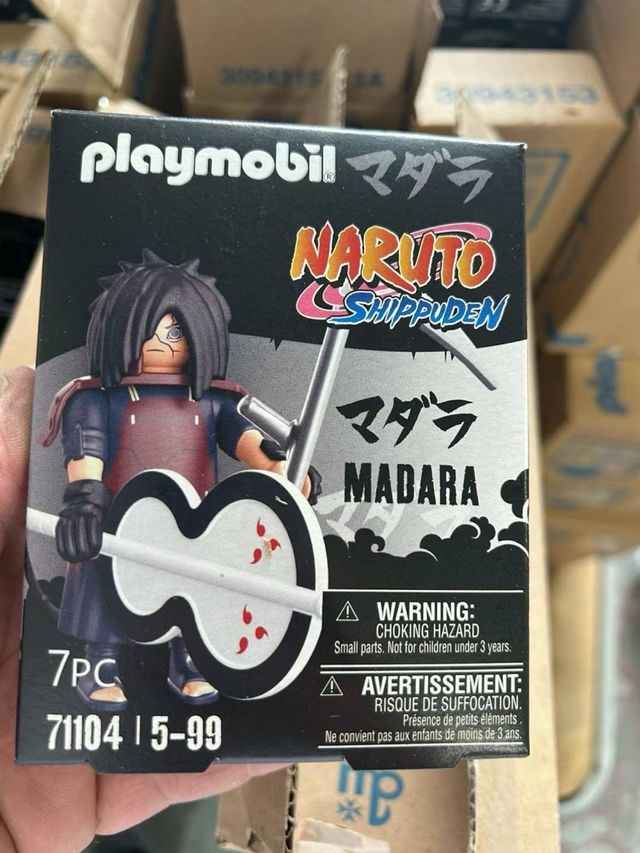 playmobil® マダラ
NARUTO
SHIPPUDEN
マダラ
MADARA
⚠ WARNING:
CHOKING HAZARD
Small parts. Not for children under 3 years.
⚠ AVERTISSEMENT:
RISQUE DE SUFFOCATION.
Présence de petits éléments.
Ne convient pas aux enfants de moins de 3 ans.
7PC
71104 | 5-99